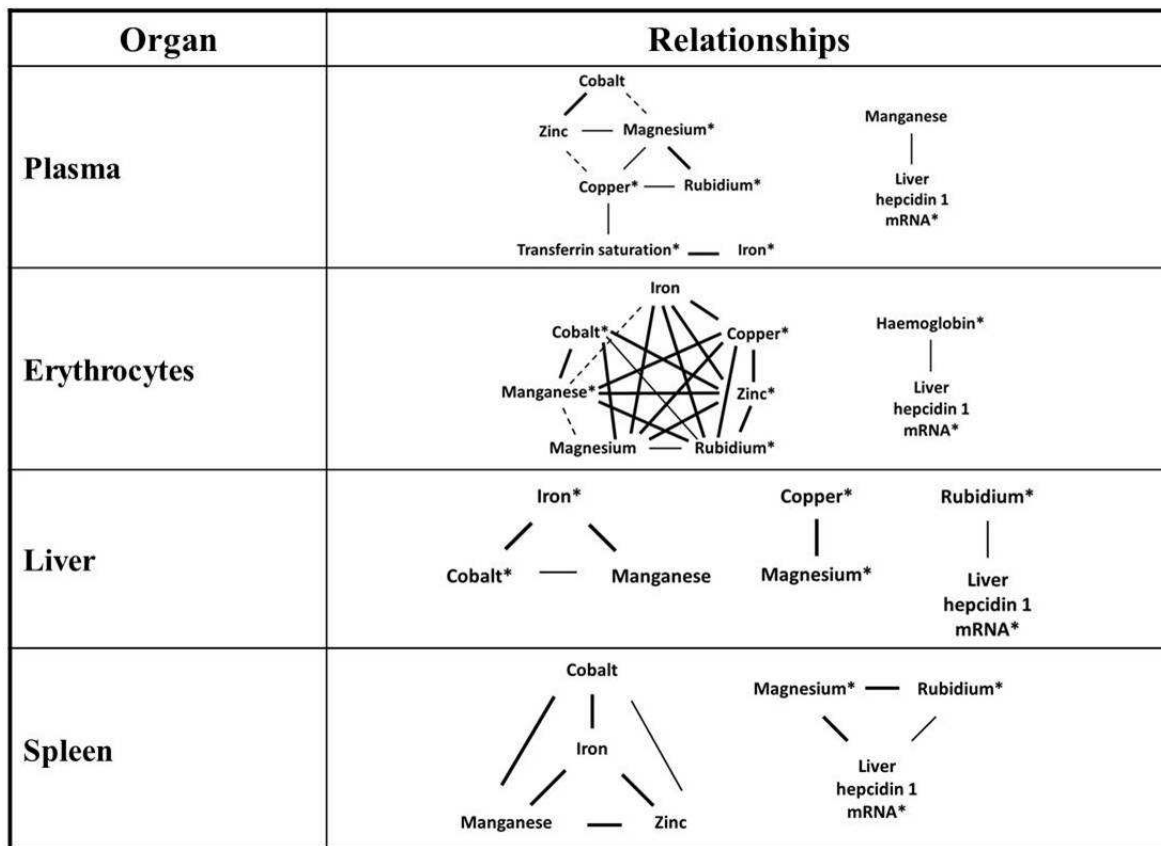 Organ Relationships
Plasma
Cobalt
Zinc Magnesium*
Copper* Rubidium*
Transferrin saturation* Iron*
Manganese
Liver
hepcidin 1
mRNA*
Erythrocytes
Iron
Cobalt* Copper*
Manganese* Zinc*
Magnesium Rubidium*
Haemoglobin*
Liver
hepcidin 1
mRNA*
Liver
Iron*
Cobalt* Manganese
Copper*
Magnesium*
Rubidium*
Liver
hepcidin 1
mRNA*
Spleen
Cobalt
Iron
Manganese Zinc
Magnesium* Rubidium*
Liver
hepcidin 1
mRNA*